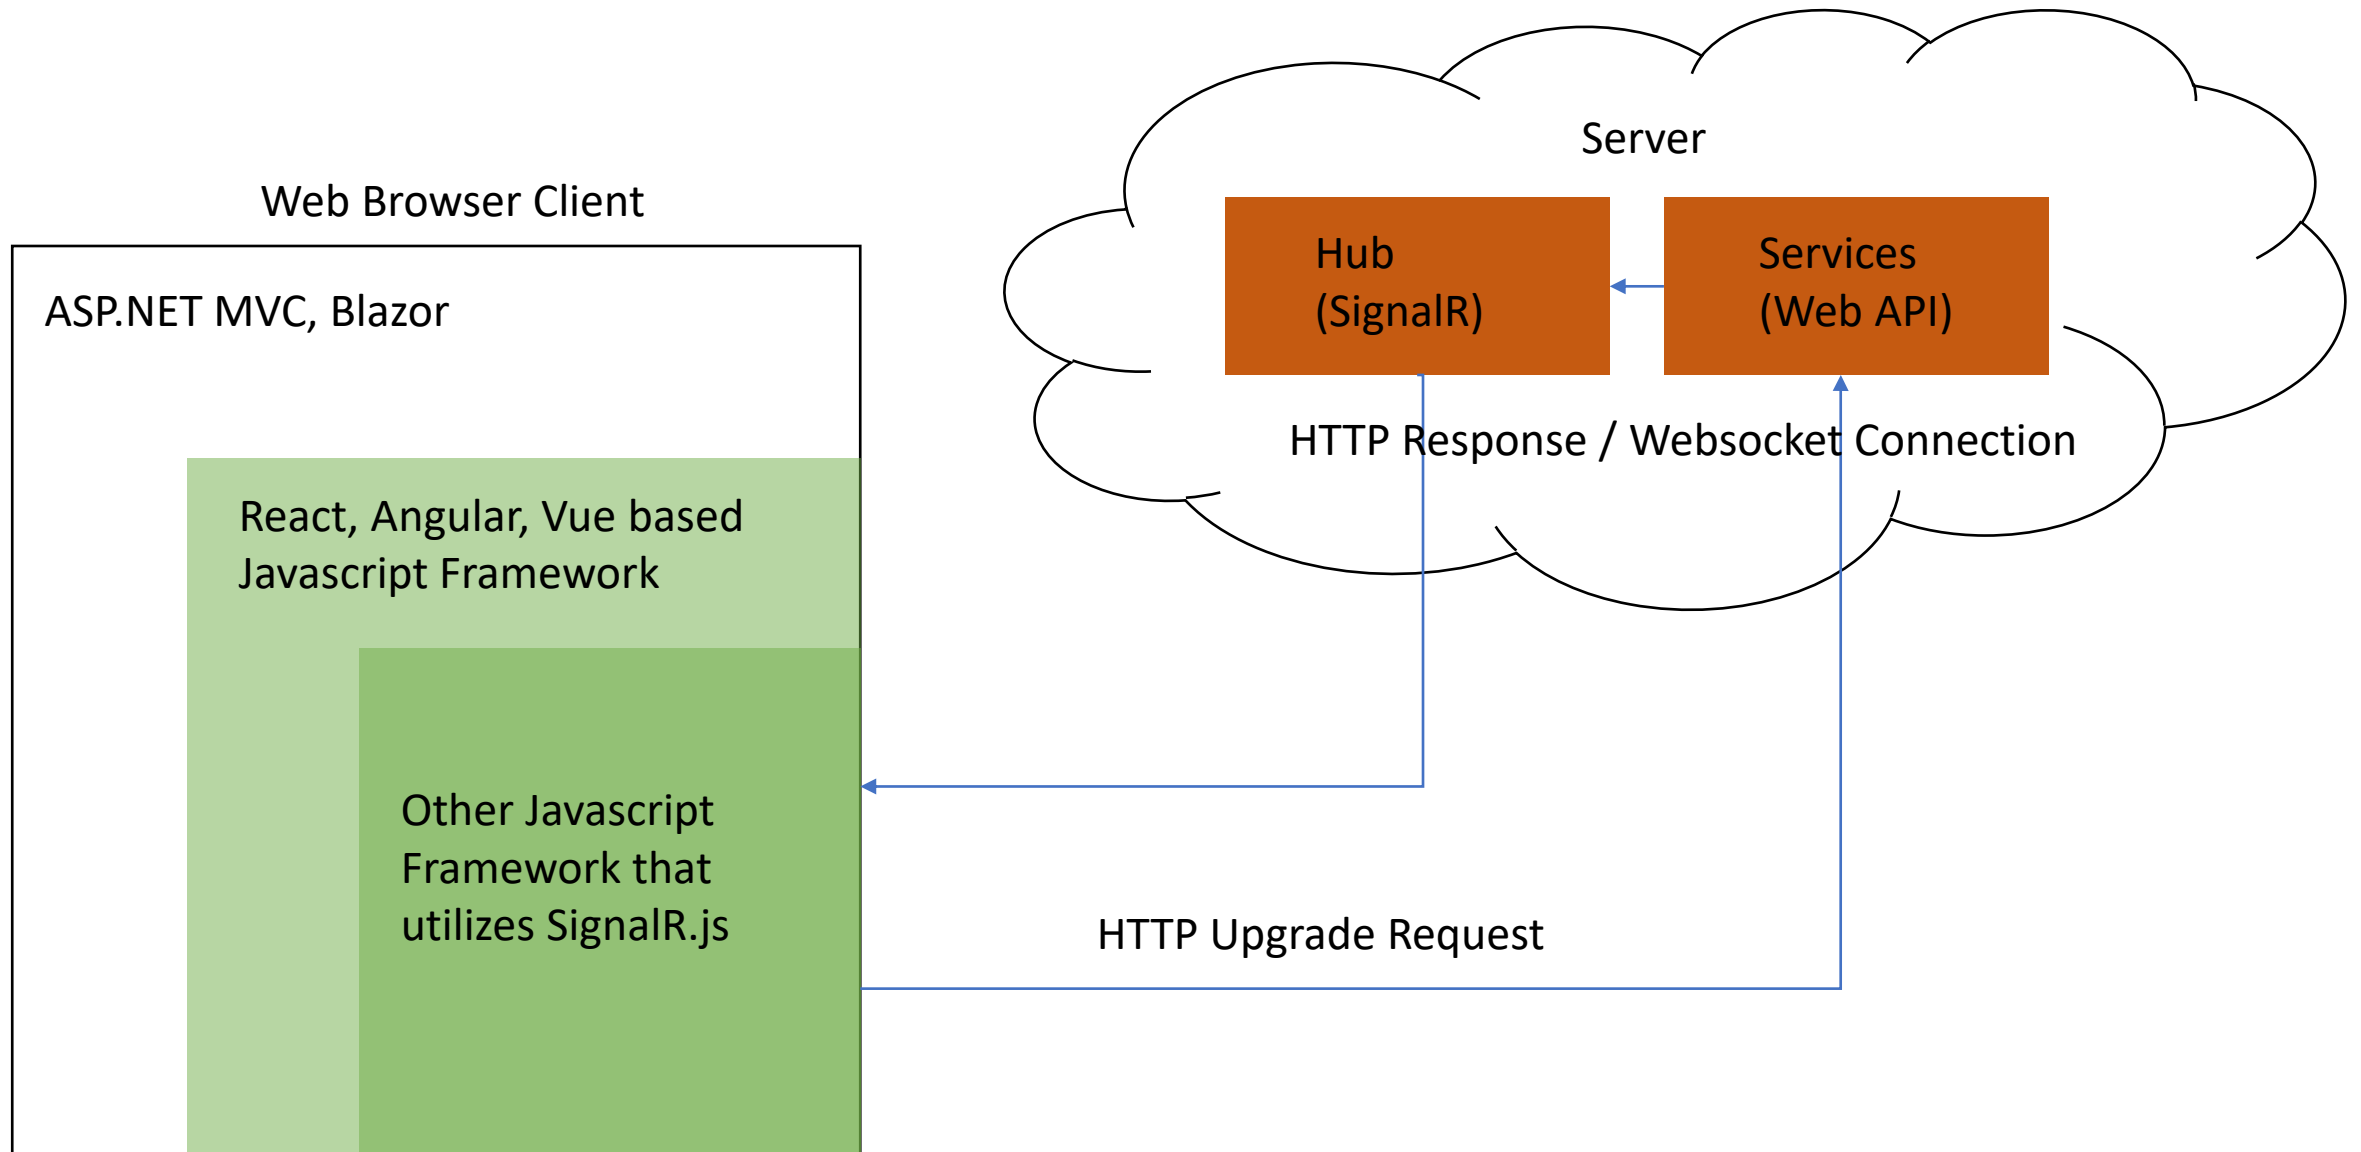 Server
Web Browser Client
Hub
(SignalR)
Services
(Web API)
ASP.NET MVC, Blazor
HTTP Response / Websocket Connection
React, Angular, Vue based
Javascript Framework
Other Javascript
Framework that
utilizes SignalR.js
HTTP Upgrade Request